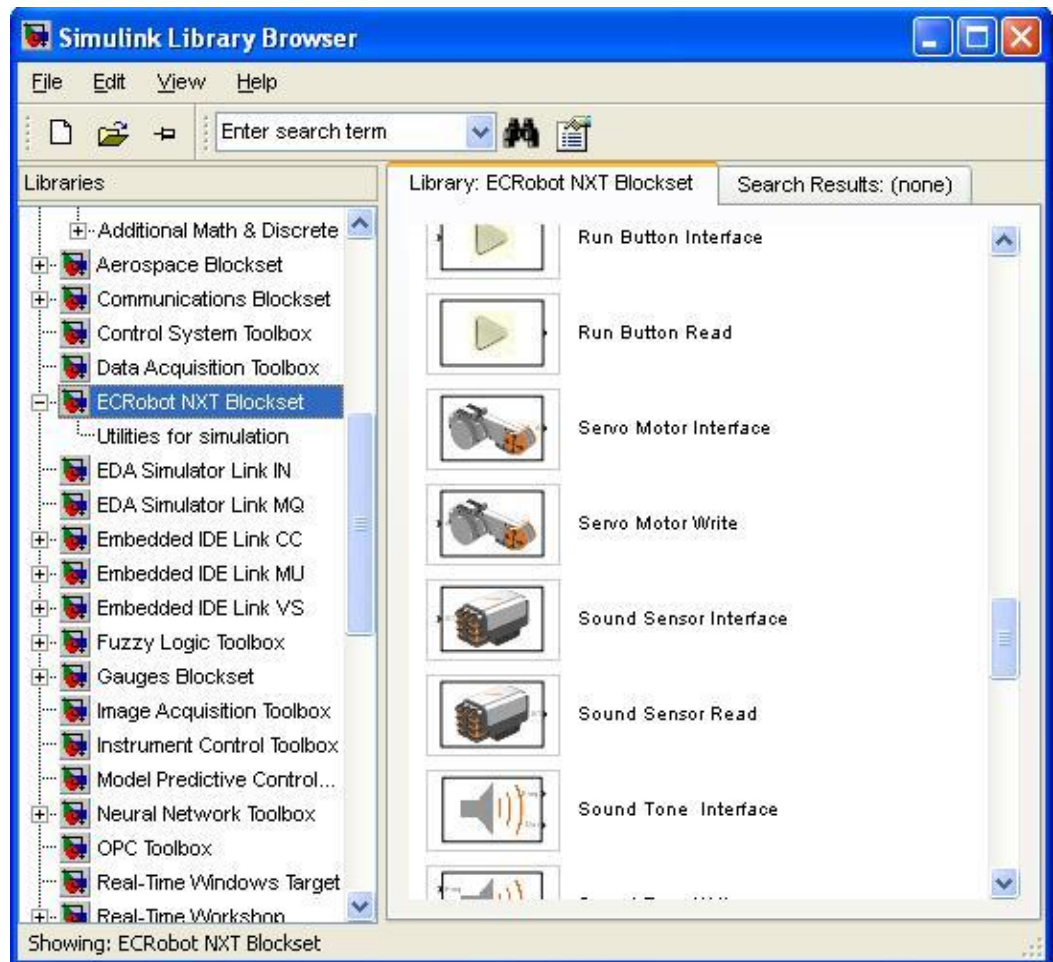 Simulink Library Browser
File Edit View Help
Enter search term
Libraries
Library: ECRobot NXT Blockset
Search Results: (none)
Additional Math & Discrete
Aerospace Blockset
Communications Blockset
Control System Toolbox
Data Acquisition Toolbox
ECRobot NXT Blockset
Utilities for simulation
EDA Simulator Link IN
EDA Simulator Link MQ
Embedded IDE Link CC
Embedded IDE Link MU
Embedded IDE Link VS
Fuzzy Logic Toolbox
Gauges Blockset
Image Acquisition Toolbox
Instrument Control Toolbox
Model Predictive Control...
Neural Network Toolbox
OPC Toolbox
Real-Time Windows Target
Real-Time Workshop
Run Button Interface
Run Button Read
Servo Motor Interface
Servo Motor Write
Sound Sensor Interface
Sound Sensor Read
Sound Tone Interface
Showing: ECRobot NXT Blockset